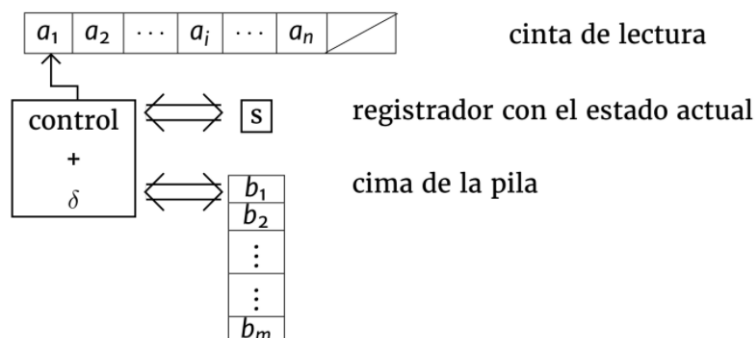 a₁ a₂ ⋯ aᵢ ⋯ aₙ cinta de lectura
control s registrador con el estado actual
+
δ
b₁ cima de la pila
b₂
⋮
⋮
bₘ